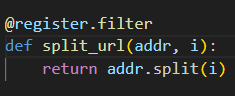 @register.filter
def split_url(addr, i):
    return addr.split(i)